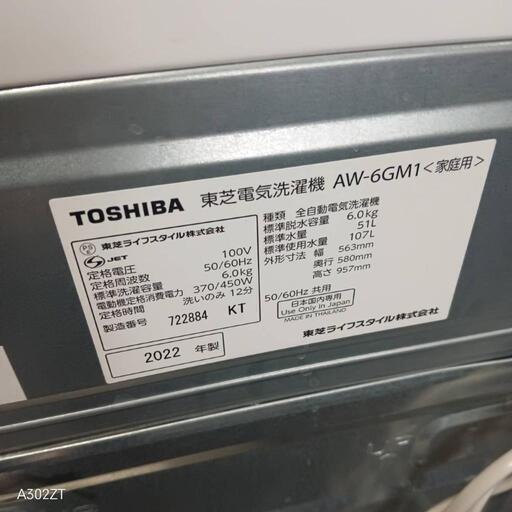 TOSHIBA 東芝電気洗濯機 AW-6GM1<家庭用>
PS E
東芝ライフスタイル株式会社
JET
定格電圧 100V
定格周波数 50/60Hz
標準洗濯容量 6.0kg
電動機定格消費電力 370/450W
定格時間 洗いのみ 12分
製造番号 722884 KT
2022 年製
種類 全自動電気洗濯機
標準脱水容量 6.0kg
標準水量 51L
標準使用水量 107L
外形寸法 幅 563mm
奥行 580mm
高さ 957mm
50/60Hz 共用
日本国内専用
Use Only In Japan
MADE IN THAILAND
東芝ライフスタイル株式会社
A302ZT